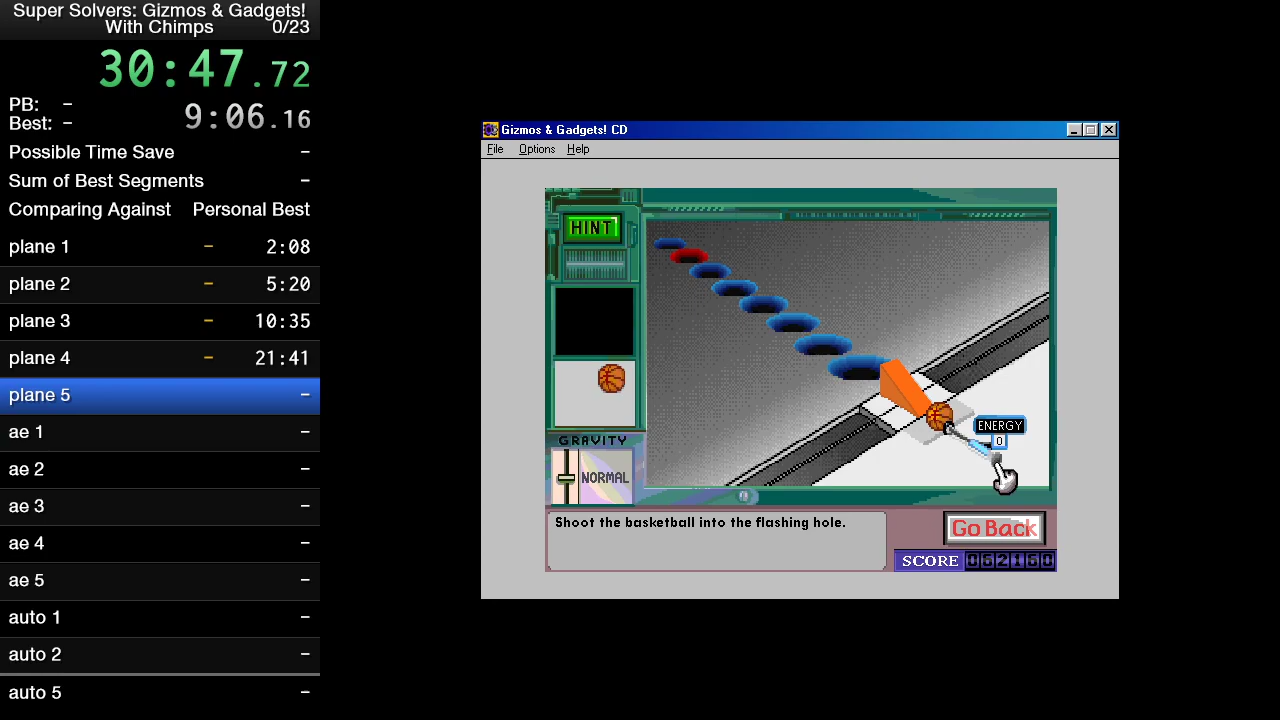 Super Solvers: Gizmos & Gadgets!
With Chimps 0/23
30:47.72
PB: -
9:06.16
Best: -
Possible Time Save -
Sum of Best Segments -
Comparing Against Personal Best
plane 1 - 2:08
plane 2 - 5:20
plane 3 - 10:35
plane 4 - 21:41
plane 5 -
ae 1 -
ae 2 -
ae 3 -
ae 4 -
ae 5 -
auto 1 -
auto 2 -
auto 5 -
Gizmos & Gadgets! CD
File Options Help
HINT
ENERGY
0
GRAVITY
NORMAL
Shoot the basketball into the flashing hole.
Go Back
SCORE 062160